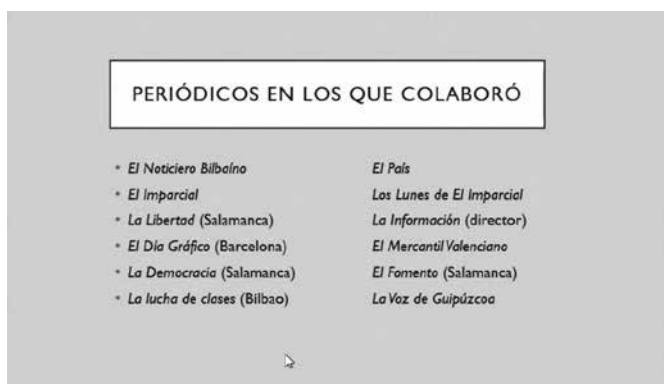 PERIÓDICOS EN LOS QUE COLABORÓ
• El Noticiero Bilbaíno
• El Imparcial
• La Libertad (Salamanca)
• El Día Gráfico (Barcelona)
• La Democracia (Salamanca)
• La lucha de clases (Bilbao)
El País
Los Lunes de El Imparcial
La Información (director)
El Mercantil Valenciano
El Fomento (Salamanca)
La Voz de Guipúzcoa